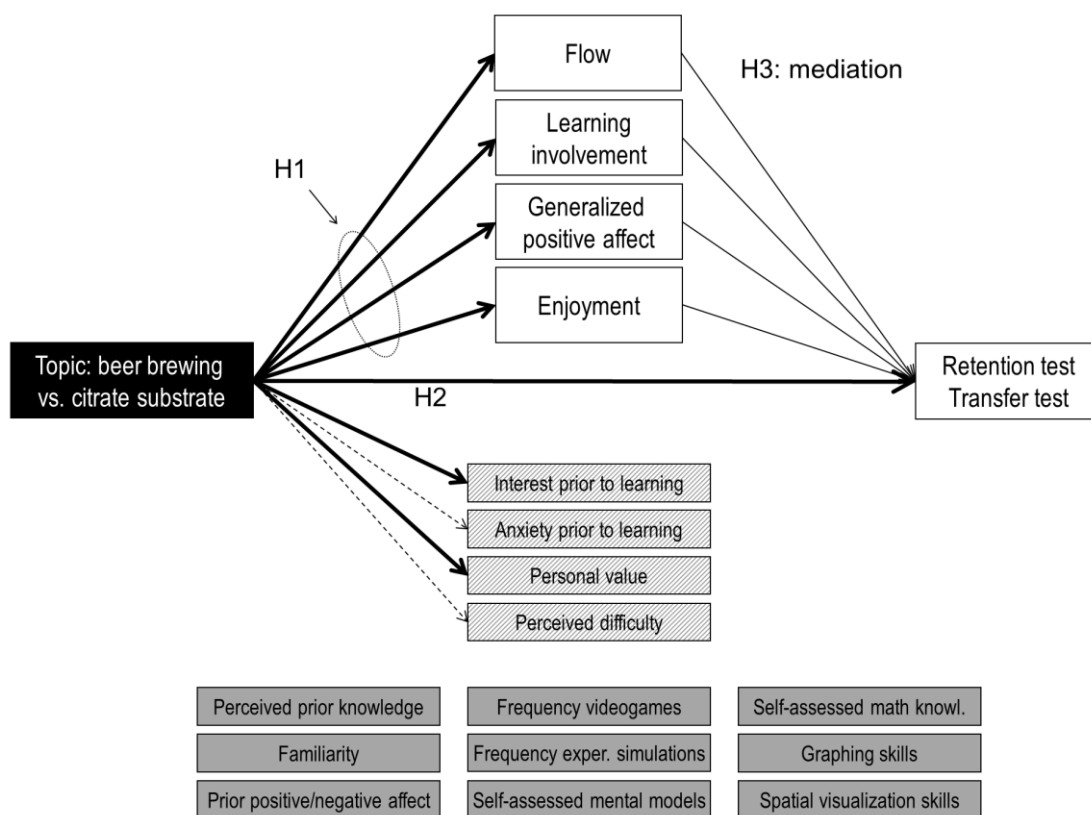 Flow
H3: mediation
Learning
involvement
H1
Generalized
positive affect
Enjoyment
Topic: beer brewing
vs. citrate substrate
H2
Retention test
Transfer test
Interest prior to learning
Anxiety prior to learning
Personal value
Perceived difficulty
Perceived prior knowledge
Frequency videogames
Self-assessed math knowl.
Familiarity
Frequency exper. simulations
Graphing skills
Prior positive/negative affect
Self-assessed mental models
Spatial visualization skills